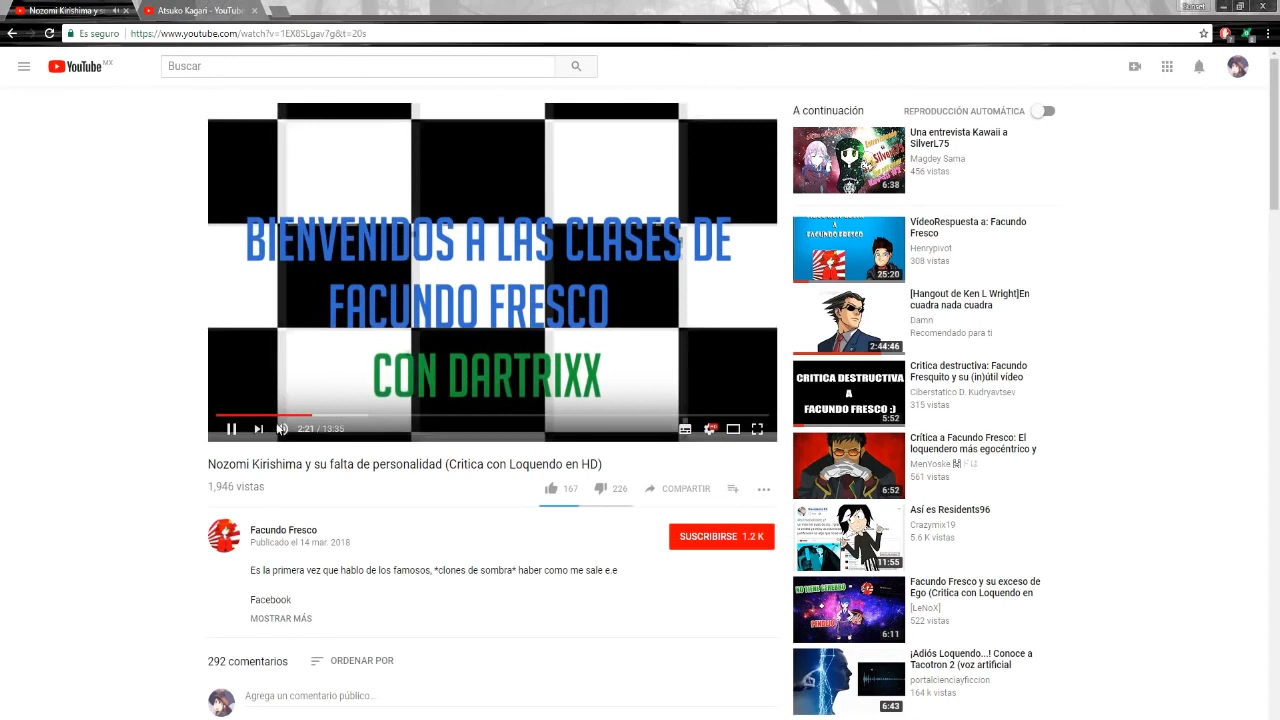 Nozomi Kirishima y s
Atsuko Kagari - YouTube
Sunset
Es seguro
https://www.youtube.com/watch?v=1EX8SLgav7g&t=20s
YouTube MX
Buscar
BIENVENIDOS A LAS CLASES DE
FACUNDO FRESCO
CON DARTRIXX
2:21 / 13:35
HD
Nozomi Kirishima y su falta de personalidad (Critica con Loquendo en HD)
1,946 vistas
167
226
COMPARTIR
Facundo Fresco
Publicado el 14 mar. 2018
SUSCRIBIRSE 1.2 K
Es la primera vez que hablo de los famosos, *clones de sombra* haber como me sale e.e
Facebook
MOSTRAR MÁS
292 comentarios
ORDENAR POR
Agrega un comentario público...
A continuación
REPRODUCCIÓN AUTOMÁTICA
6:38
Una entrevista Kawaii a
SilverL75
Magdey Sama
456 vistas
A
FACUNDO FRESCO
25:20
VídeoRespuesta a: Facundo
Fresco
Henrypivot
308 vistas
2:44:46
[Hangout de Ken L Wright]En
cuadra nada cuadra
Damn
Recomendado para ti
CRITICA DESTRUCTIVA
A
FACUNDO FRESCO :)
5:52
Critica destructiva: Facundo
Fresquito y su (in)útil video
Ciberstatico D. Kudryavtsev
315 vistas
6:52
Crítica a Facundo Fresco: El
loquendero más egocéntrico y
MenYoske
561 vistas
11:55
Así es Residents96
Crazymix19
5.6 K vistas
6:11
Facundo Fresco y su exceso de
Ego (Critica con Loquendo en
[LeNoX]
522 vistas
6:43
¡Adiós Loquendo...! Conoce a
Tacotron 2 (voz artificial
portalcienciayficcion
164 k vistas